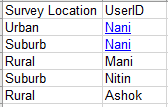 Survey Location UserID
Urban Nani
Suburb Nani
Rural Mani
Suburb Nitin
Rural Ashok